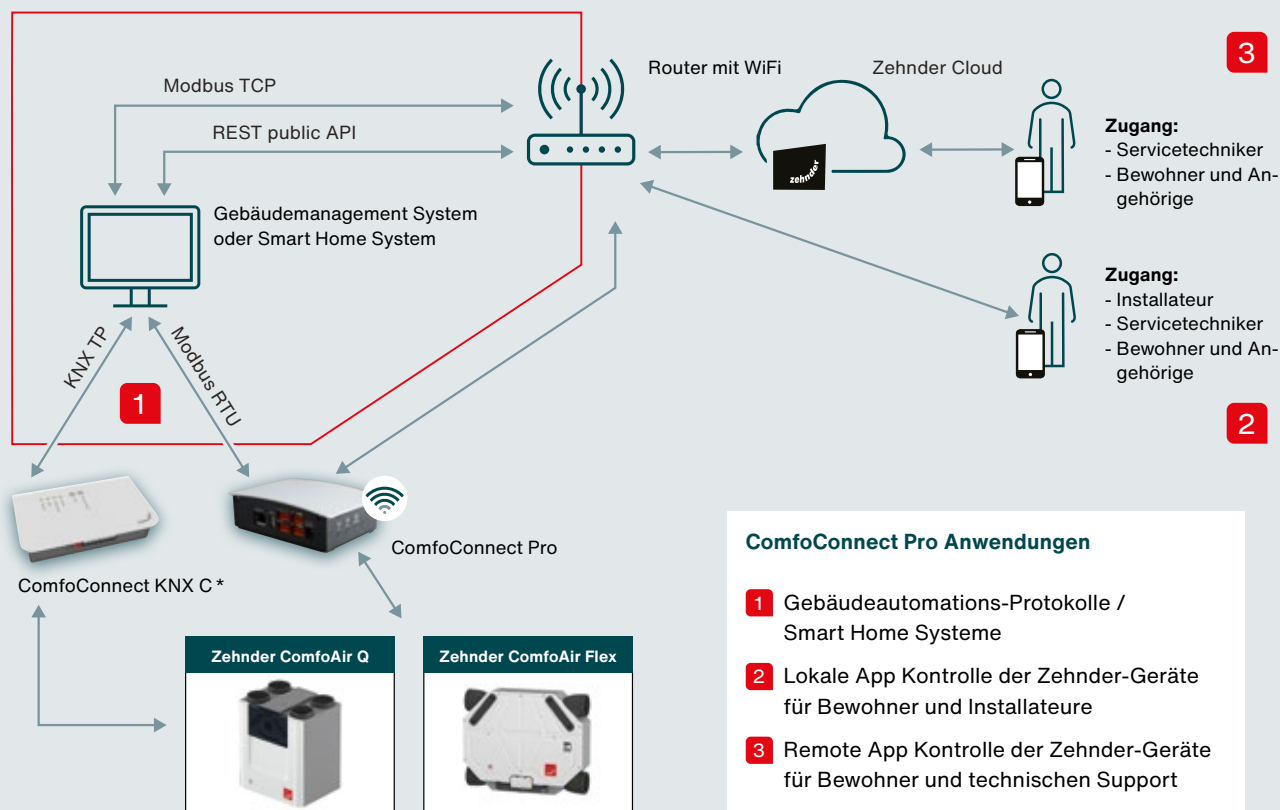 3
Router mit WiFi
Zehnder Cloud
Modbus TCP
REST public API
zehnder
Zugang:
- Servicetechniker
- Bewohner und An-
gehörige
Gebäudemanagement System
oder Smart Home System
Zugang:
- Installateur
- Servicetechniker
- Bewohner und An-
gehörige
KNX TP
Modbus RTU
1
2
ComfoConnect Pro
ComfoConnect KNX C *
Zehnder ComfoAir Q
Zehnder ComfoAir Flex
ComfoConnect Pro Anwendungen
1 Gebäudeautomations-Protokolle /
Smart Home Systeme
2 Lokale App Kontrolle der Zehnder-Geräte
für Bewohner und Installateure
3 Remote App Kontrolle der Zehnder-Geräte
für Bewohner und technischen Support